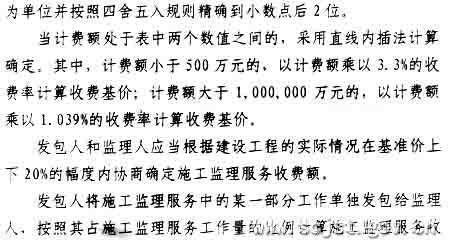 为单位并按照四舍五入规则精确到小数点后2位。
当计费额处于表中两个数值之间的，采用直线内插法计算
确定。其中，计费额小于500万元的，以计费额乘以3.3%的收
费率计算收费基价；计费额大于1,000,000万元的，以计费额
乘以1.039%的收费率计算收费基价。
发包人和监理人应当根据建设工程的实际情况在基准价上
下20%的幅度内协商确定施工监理服务收费额。
发包人将施工监理服务中的某一部分工作单独发包给监理
人，按照其占施工监理服务工作量的比例计算施工监理服务收